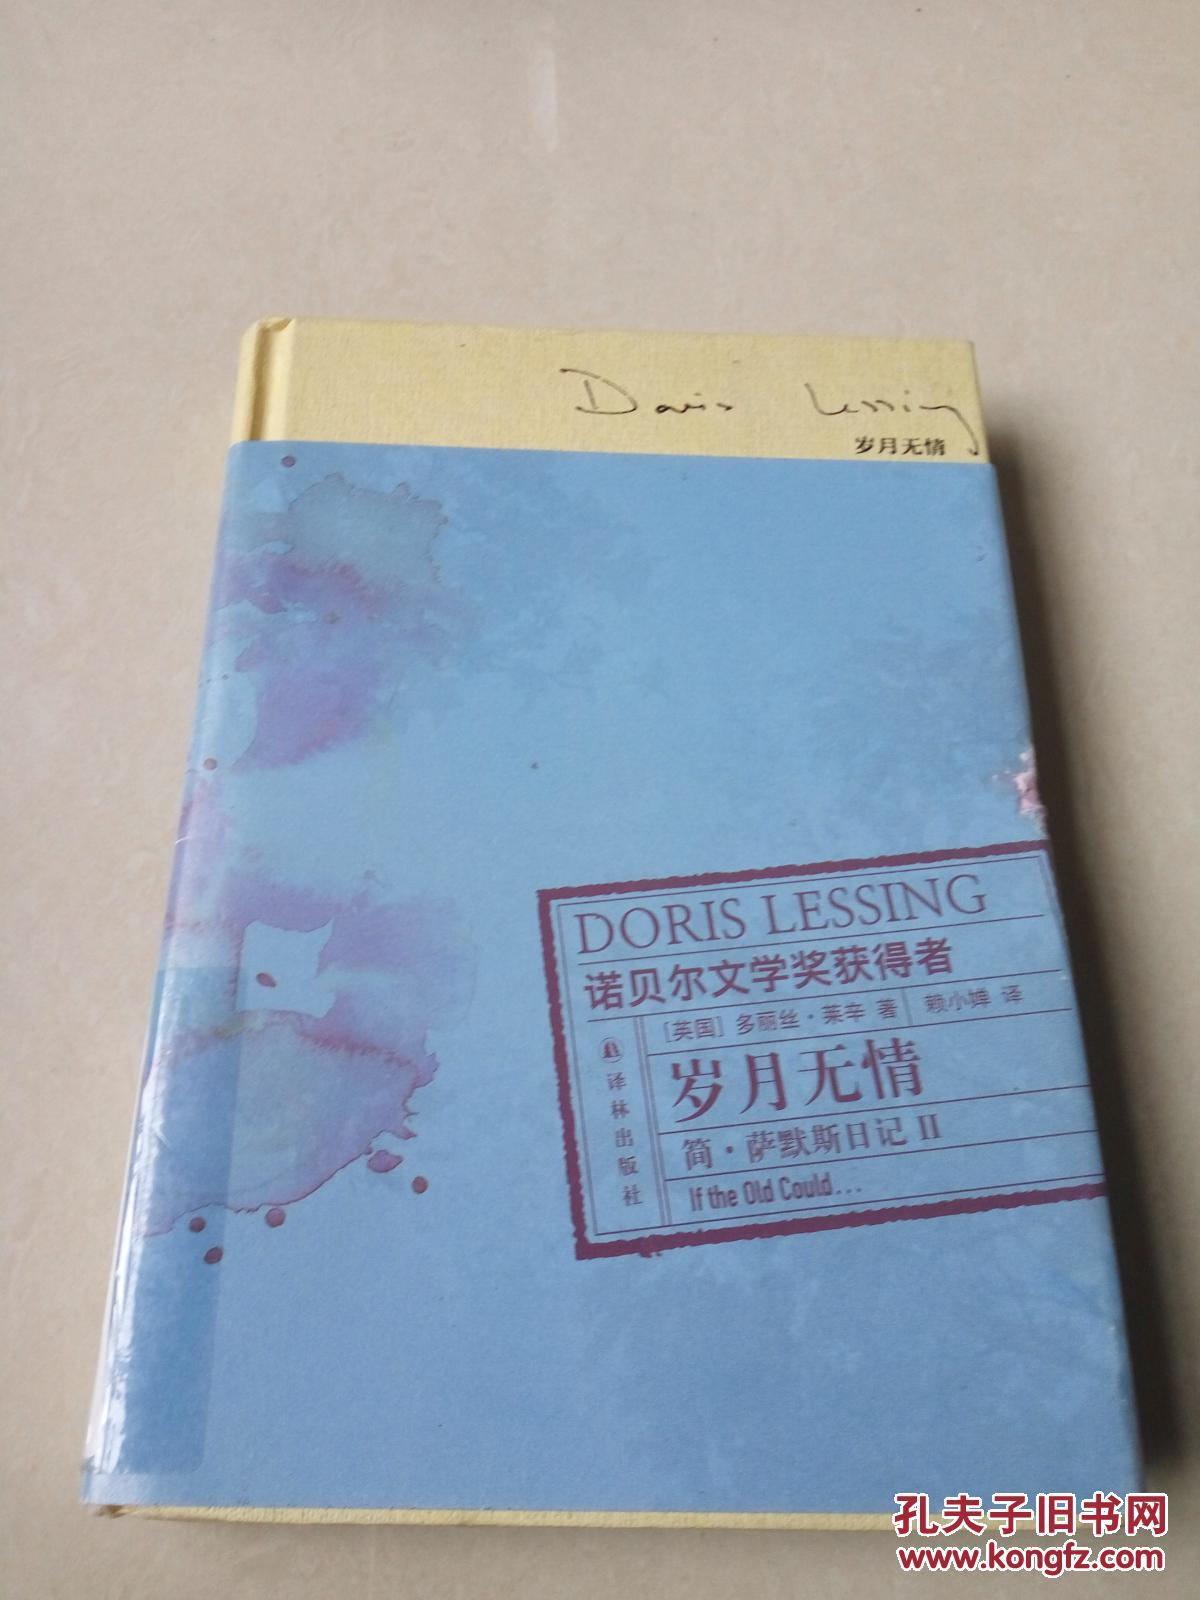 Doris Lessing
岁月无情
DORIS LESSING
诺贝尔文学奖获得者
[英国] 多丽丝·莱辛 著 赖小婵 译
岁月无情
简·萨默斯日记 II
If the Old Could...
译林出版社
孔夫子旧书网
www.kongfz.com